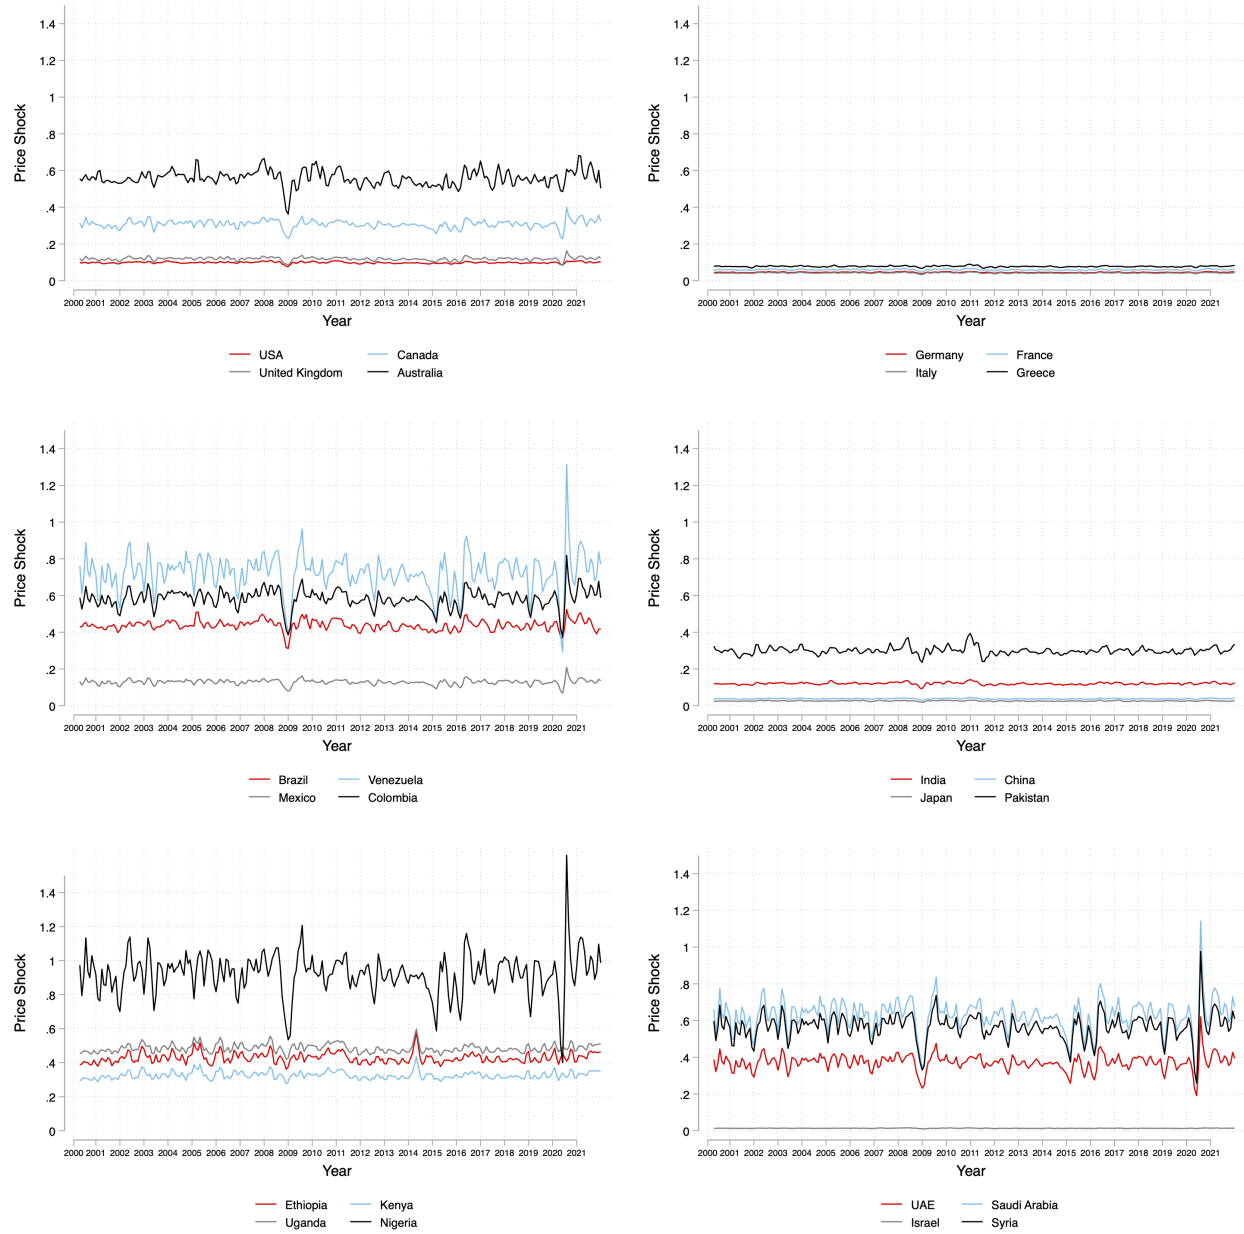 Price Shock
1.4
1.2
1
.8
.6
.4
.2
0
2000 2001 2002 2003 2004 2005 2006 2007 2008 2009 2010 2011 2012 2013 2014 2015 2016 2017 2018 2019 2020 2021
Year
USA Canada
United Kingdom Australia
Price Shock
1.4
1.2
1
.8
.6
.4
.2
0
2000 2001 2002 2003 2004 2005 2006 2007 2008 2009 2010 2011 2012 2013 2014 2015 2016 2017 2018 2019 2020 2021
Year
Germany France
Italy Greece
Price Shock
1.4
1.2
1
.8
.6
.4
.2
0
2000 2001 2002 2003 2004 2005 2006 2007 2008 2009 2010 2011 2012 2013 2014 2015 2016 2017 2018 2019 2020 2021
Year
Brazil Venezuela
Mexico Colombia
Price Shock
1.4
1.2
1
.8
.6
.4
.2
0
2000 2001 2002 2003 2004 2005 2006 2007 2008 2009 2010 2011 2012 2013 2014 2015 2016 2017 2018 2019 2020 2021
Year
India China
Japan Pakistan
Price Shock
1.4
1.2
1
.8
.6
.4
.2
0
2000 2001 2002 2003 2004 2005 2006 2007 2008 2009 2010 2011 2012 2013 2014 2015 2016 2017 2018 2019 2020 2021
Year
Ethiopia Kenya
Uganda Nigeria
Price Shock
1.4
1.2
1
.8
.6
.4
.2
0
2000 2001 2002 2003 2004 2005 2006 2007 2008 2009 2010 2011 2012 2013 2014 2015 2016 2017 2018 2019 2020 2021
Year
UAE Saudi Arabia
Israel Syria